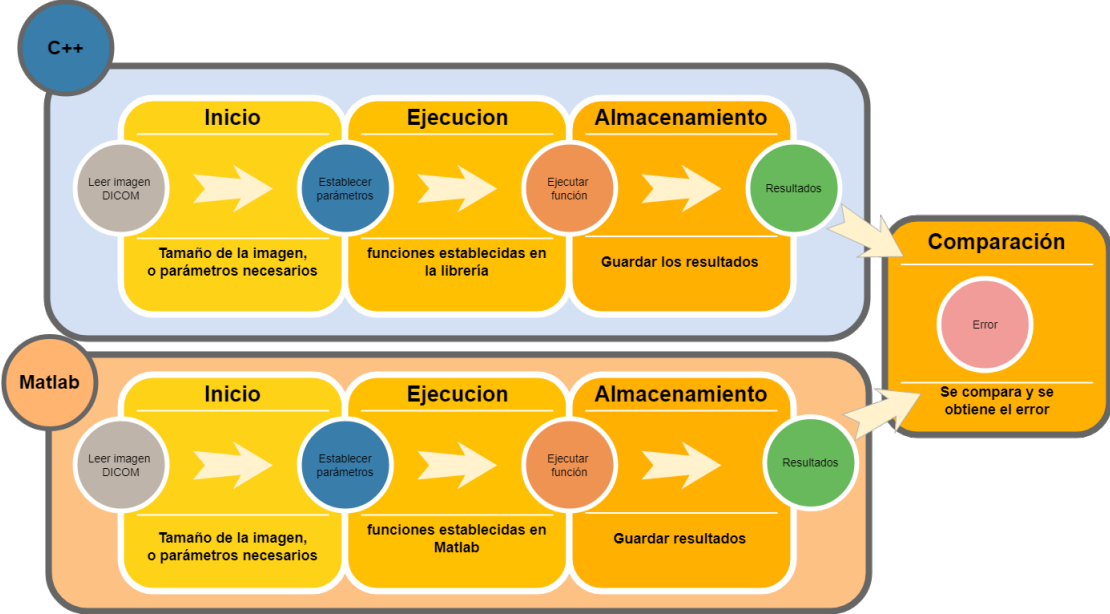 C++
Inicio
Ejecucion
Almacenamiento
Leer imagen
DICOM
Establecer
parámetros
Ejecutar
función
Resultados
Tamaño de la imagen,
o parámetros necesarios
funciones establecidas en
la librería
Guardar los resultados
Matlab
Inicio
Ejecucion
Almacenamiento
Leer imagen
DICOM
Establecer
parámetros
Ejecutar
función
Resultados
Tamaño de la imagen,
o parámetros necesarios
funciones establecidas en
Matlab
Guardar resultados
Comparación
Error
Se compara y se
obtiene el error